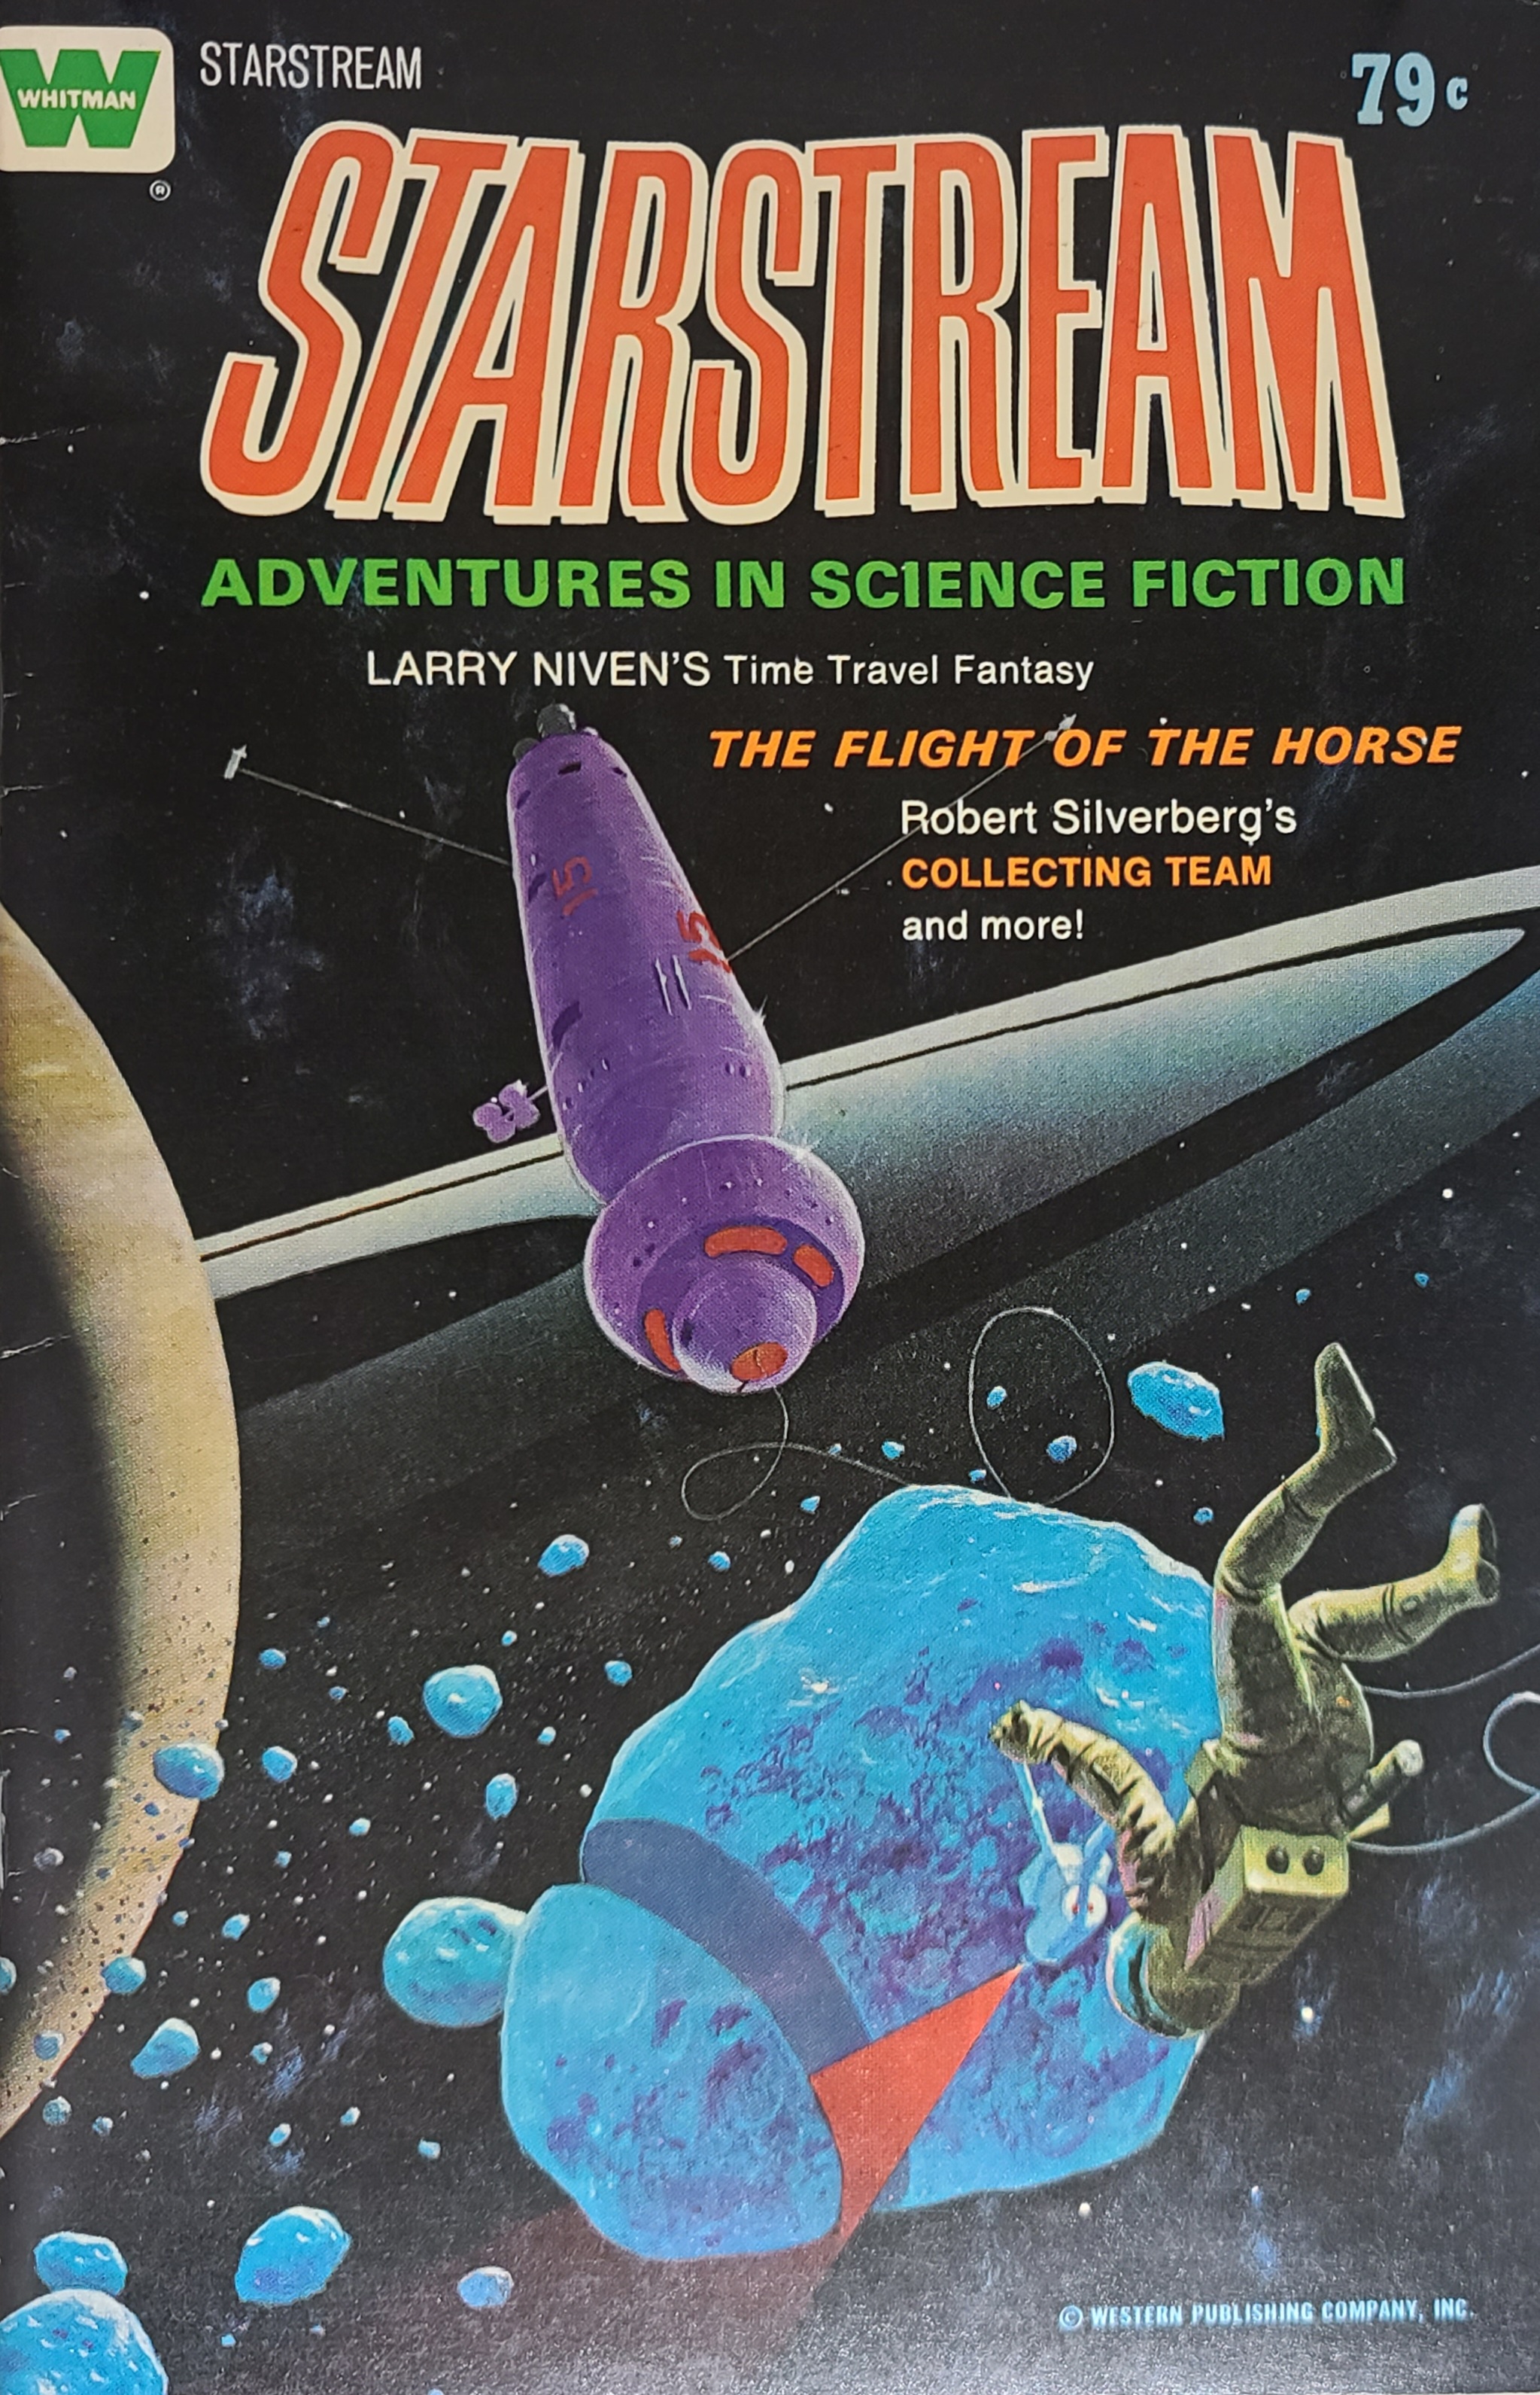 WHITMAN
®
STARSTREAM
79c
STARSTREAM
ADVENTURES IN SCIENCE FICTION
LARRY NIVEN'S Time Travel Fantasy
THE FLIGHT OF THE HORSE
Robert Silverberg's
COLLECTING TEAM
and more!
15
15
© WESTERN PUBLISHING COMPANY, INC.